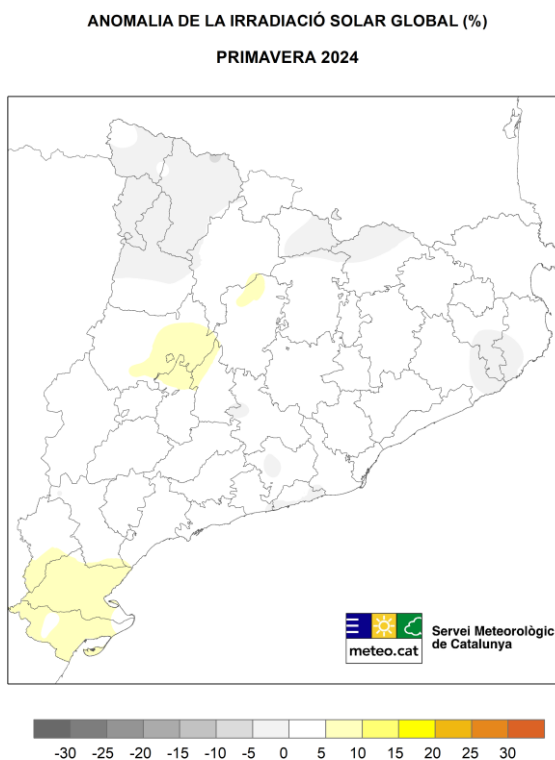 ANOMALIA DE LA IRRADIACIÓ SOLAR GLOBAL (%)
PRIMAVERA 2024
meteo.cat
Servei Meteorològic
de Catalunya
-30 -25 -20 -15 -10 -5 0 5 10 15 20 25 30